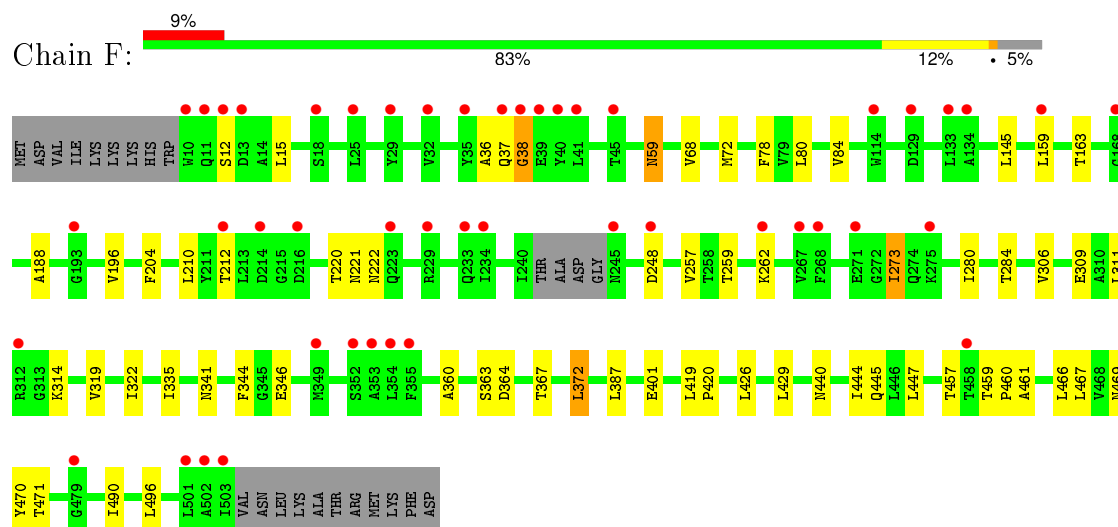 9%
Chain F:
83% 12% • 5%
MET ASP VAL ILE LYS LYS LYS HIS TRP W10 Q11 S12 D13 A14 L15 S18 L25 Y29 V32 Y35 A36 Q37 G38 E39 Y40 L41 T45 N59 V68 M72 F78 V79 L80 V84 W114 D129 L133 A134 L145 L159 T163 G168
A188 G193 V196 F204 L210 Y211 T212 L213 D214 G215 D216 T220 N221 N222 Q223 R229 Q233 I234 I240 THR ALA ASP GLY N245 D248 V257 T258 T259 K262 V267 F268 E271 G272 I273 Q274 K275 I280 T284 V306 E309 A310 L311
R312 G313 K314 V319 I322 I335 N341 F344 G345 E346 M349 S352 A353 L354 F355 A360 S363 D364 T367 L372 L387 E401 L419 P420 L426 L429 N440 I444 Q445 L446 L447 T457 T458 T459 P460 A461 L466 L467 V468 N469
Y470 T471 G479 I490 L496 L501 A502 I503 VAL ASN LEU LYS ALA THR ARG MET LYS PHE ASP